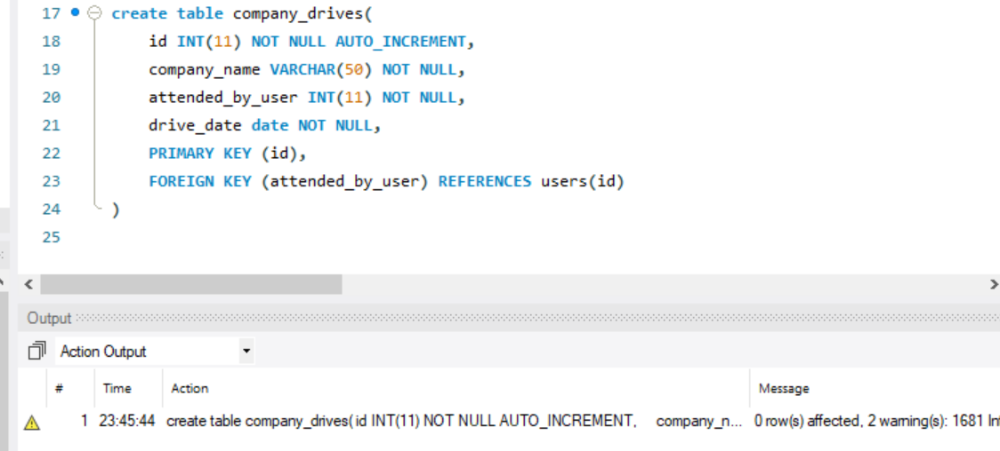 17 create table company_drives(
18 id INT(11) NOT NULL AUTO_INCREMENT,
19 company_name VARCHAR(50) NOT NULL,
20 attended_by_user INT(11) NOT NULL,
21 drive_date date NOT NULL,
22 PRIMARY KEY (id),
23 FOREIGN KEY (attended_by_user) REFERENCES users(id)
24 )
25
Output
Action Output
# Time Action Message
1 23:45:44 create table company_drives( id INT(11) NOT NULL AUTO_INCREMENT, company_n... 0 row(s) affected, 2 warning(s): 1681 Int